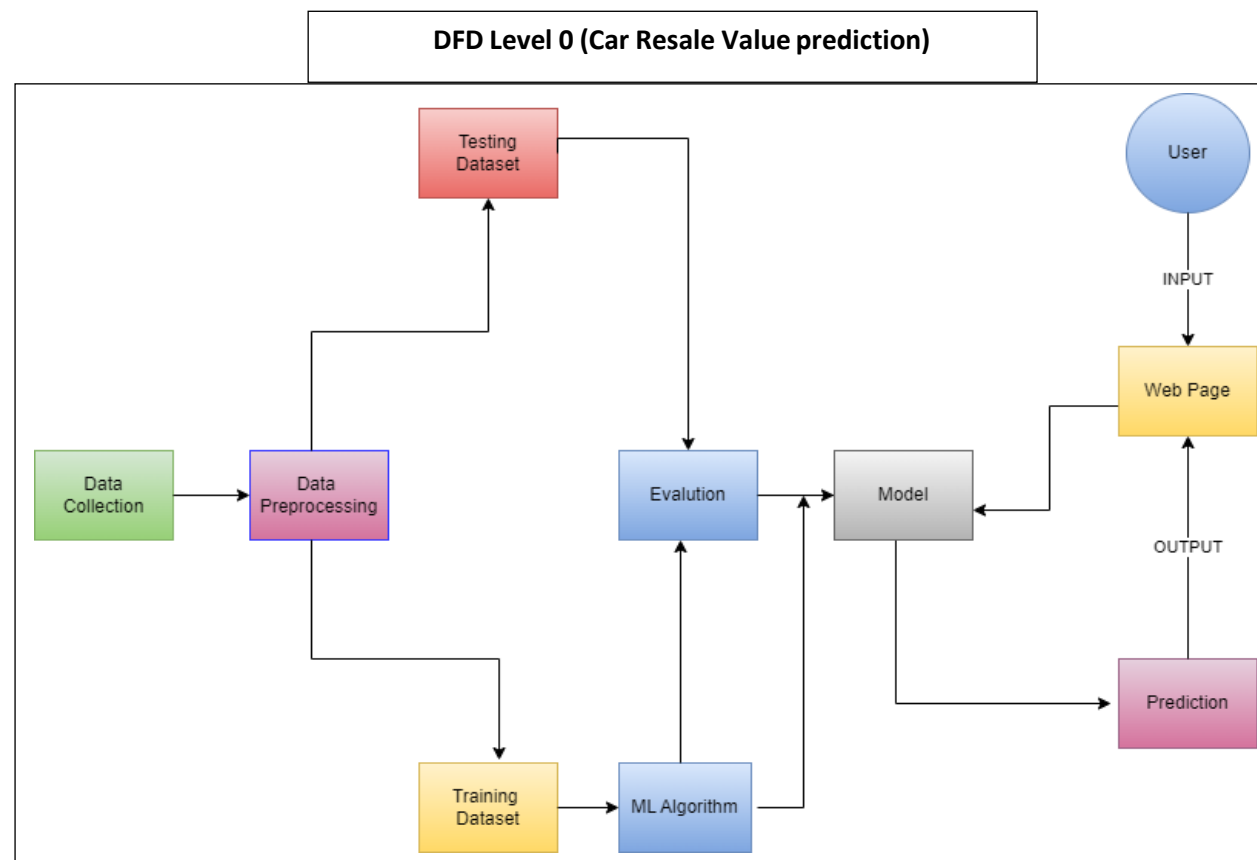 DFD Level 0 (Car Resale Value prediction)
Testing
Dataset
User
INPUT
Web Page
Data
Collection
Data
Preprocessing
Evalution
Model
OUTPUT
Prediction
Training
Dataset
ML Algorithm